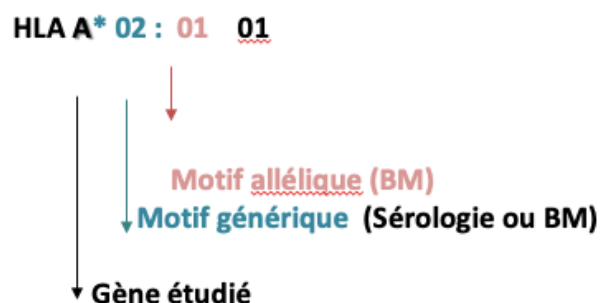 HLA A* 02 : 01 01
Motif allélique (BM)
Motif générique (Sérologie ou BM)
Gène étudié